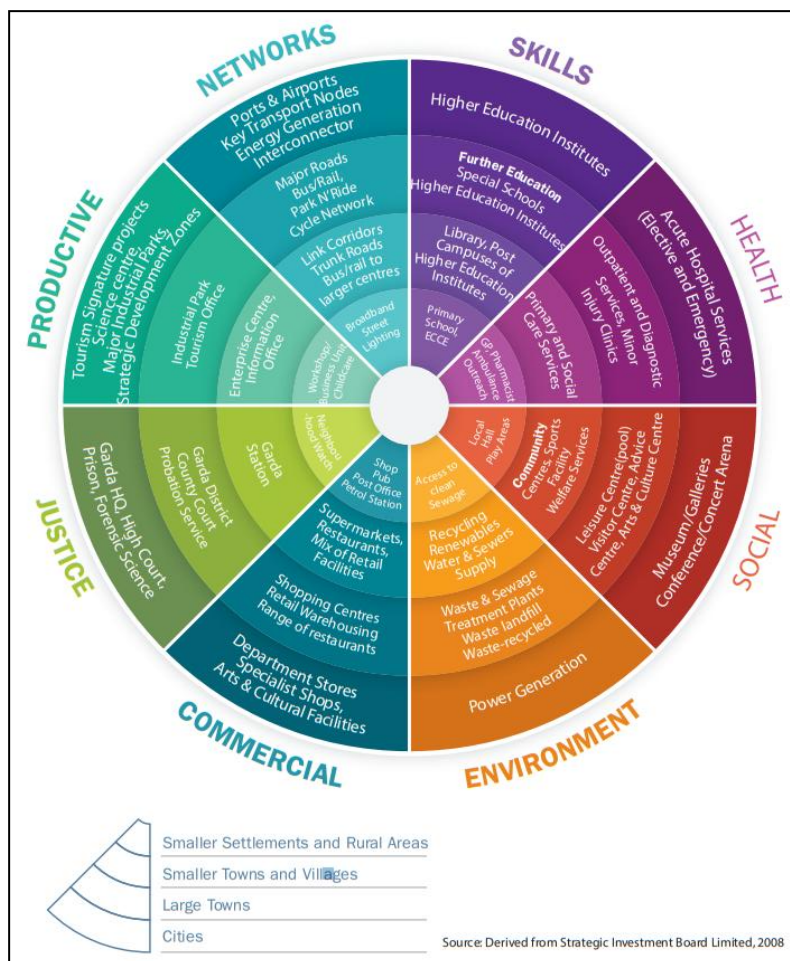 NETWORKS
Ports & Airports
Key Transport Nodes
Energy Generation
Interconnector
Major Roads
Bus/Rail,
Park N'Ride
Cycle Network
Link Corridors
Trunk Roads
Bus/rail to
larger centres
Broadband
Street
Lighting
SKILLS
Higher Education Institutes
Further Education
Special Schools
Higher Education Institutes
Library, Post
Campuses of
Higher Education
Institutes
Primary
School,
ECCE
HEALTH
Acute Hospital Services
(Elective and Emergency)
Outpatient and Diagnostic
Services, Minor
Injury Clinics
Primary and Social
Care Services
GP, Pharmacist
Ambulance
Outreach
SOCIAL
Museum/Galleries
Conference/Concert Arena
Leisure Centre(pool)
Visitor Centre, Advice
Centre, Arts & Culture Centre
Community
Centres, Sports
Facility
Welfare Services
Local
Hall
Play Areas
ENVIRONMENT
Access to
clean
Sewage
Recycling
Renewables
Water & Sewers
Supply
Waste & Sewage
Treatment Plants
Waste landfill
Waste-recycled
Power Generation
COMMERCIAL
Shop
Pub
Post Office
Petrol Station
Supermarkets,
Restaurants,
Mix of Retail
Facilities
Shopping Centres
Retail Warehousing
Range of restaurants
Department Stores
Specialist Shops,
Arts & Cultural Facilities
JUSTICE
Garda HQ, High Court,
Prison, Forensic Science
Garda District
County Court
Probation Service
Garda
Station
Neighbou
-hood Watch
PRODUCTIVE
Tourism Signature projects
Science centre,
Major Industrial Parks,
Strategic Development Zones
Industrial Park
Tourism Office
Enterprise Centre,
Information
Office
Workshop/
Business Unit
Childcare
Smaller Settlements and Rural Areas
Smaller Towns and Villages
Large Towns
Cities
Source: Derived from Strategic Investment Board Limited, 2008